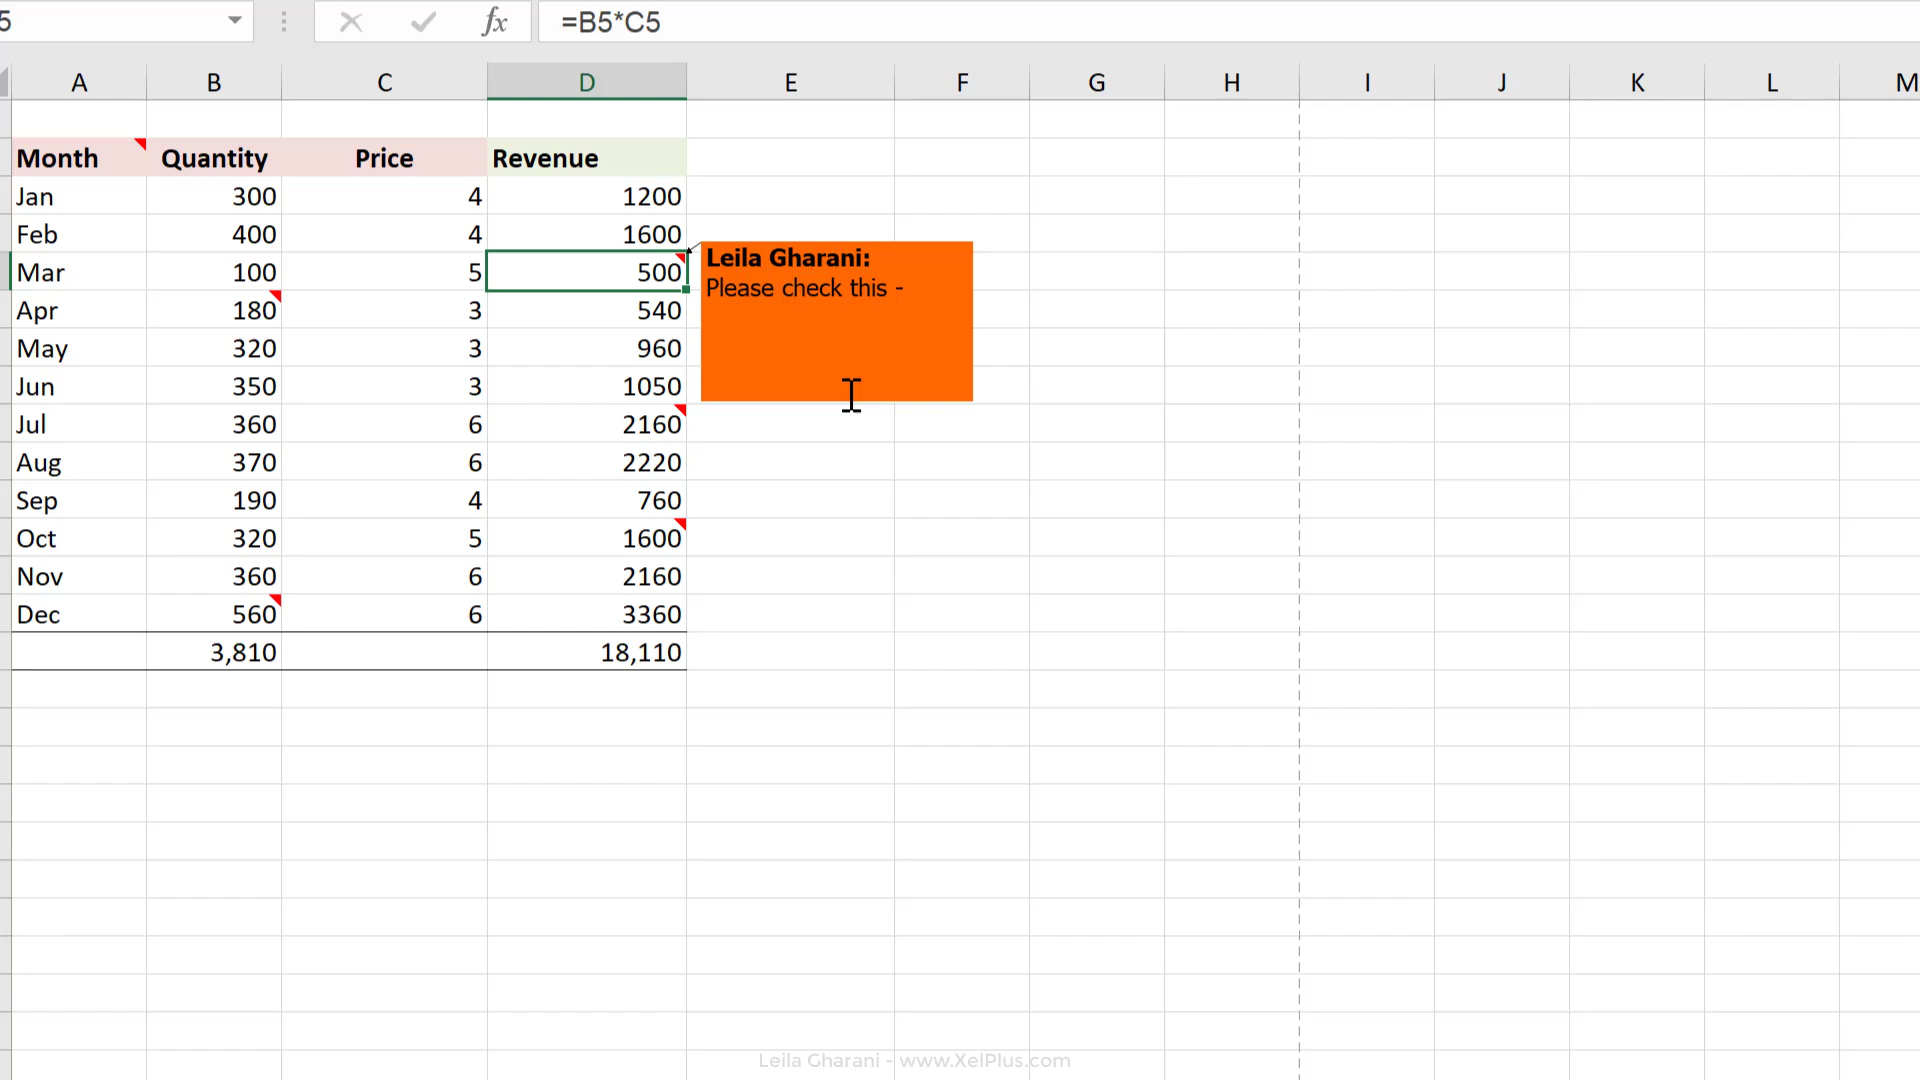 5 fx =B5*C5
A B C D E F G H I J K L M
Month Quantity Price Revenue
Jan 300 4 1200
Feb 400 4 1600
Mar 100 5 500
Apr 180 3 540
May 320 3 960
Jun 350 3 1050
Jul 360 6 2160
Aug 370 6 2220
Sep 190 4 760
Oct 320 5 1600
Nov 360 6 2160
Dec 560 6 3360
3,810 18,110
Leila Gharani:
Please check this -
Leila Gharani - www.XelPlus.com